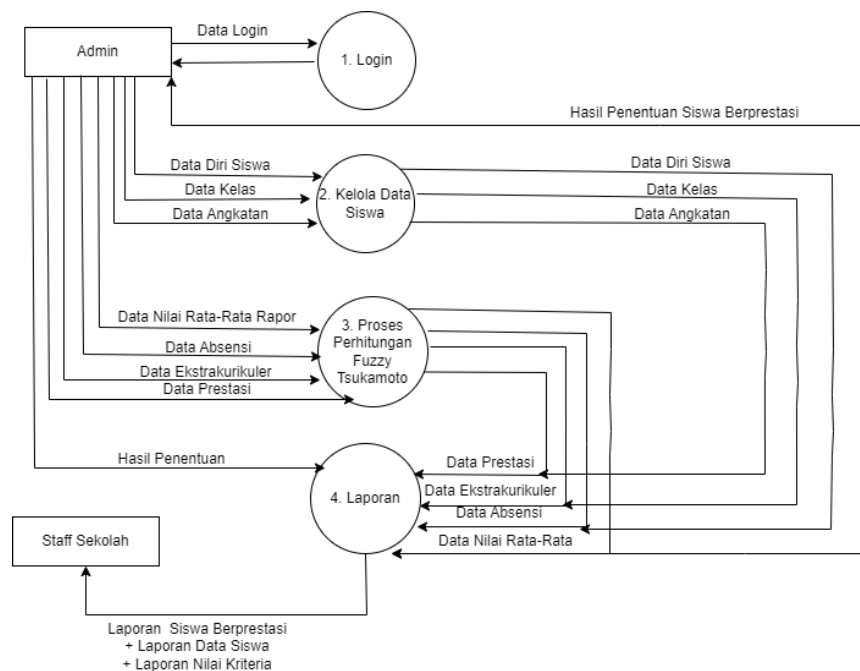 Data Login
Admin
1. Login
Hasil Penentuan Siswa Berprestasi
Data Diri Siswa
Data Diri Siswa
Data Kelas
2. Kelola Data
Siswa
Data Kelas
Data Angkatan
Data Angkatan
Data Nilai Rata-Rata Rapor
3. Proses
Perhitungan
Fuzzy
Tsukamoto
Data Absensi
Data Ekstrakurikuler
Data Prestasi
Hasil Penentuan
Data Prestasi
4. Laporan
Data Ekstrakurikuler
Data Absensi
Data Nilai Rata-Rata
Staff Sekolah
Laporan Siswa Berprestasi
+ Laporan Data Siswa
+ Laporan Nilai Kriteria